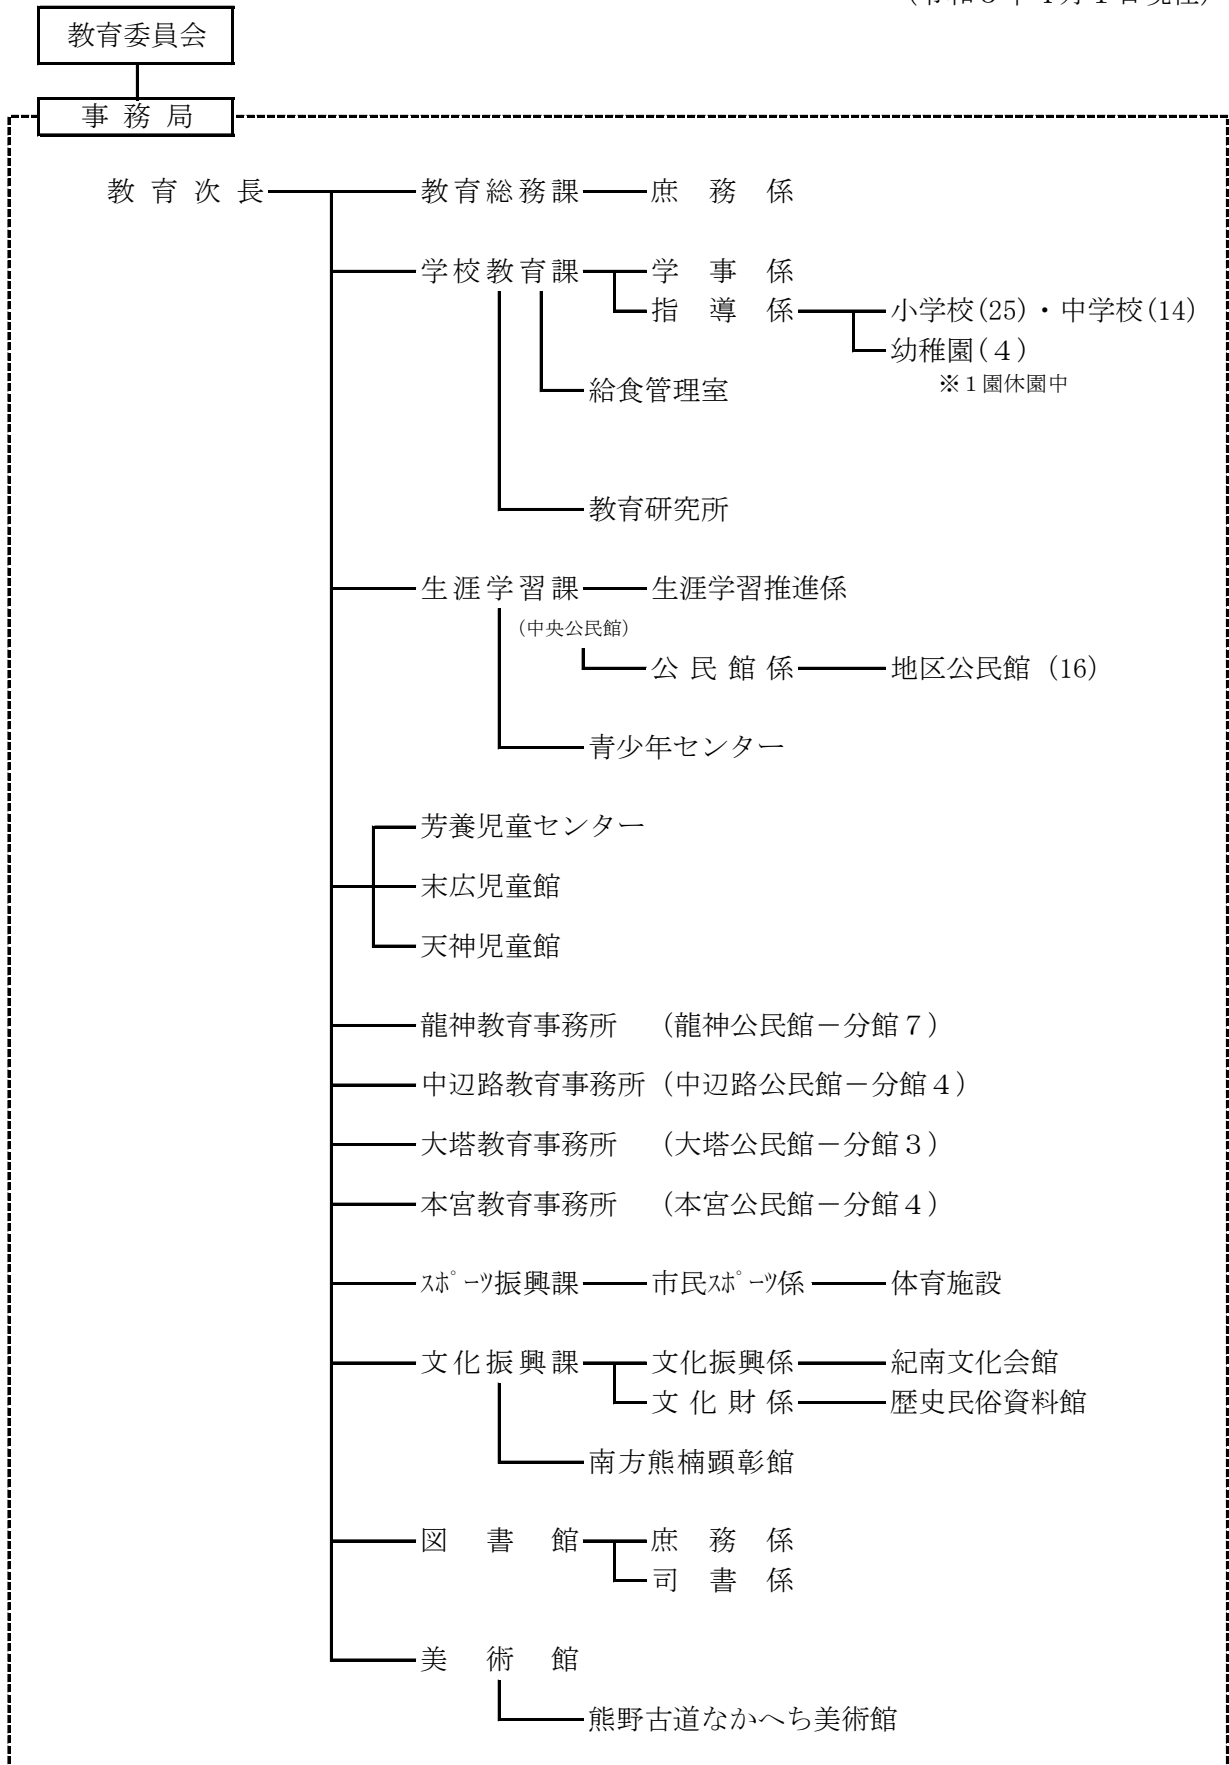 教育委員会
事務局
教育次長 教育総務課 庶務係
学校教育課 学事係
指導係 小学校(25)・中学校(14)
幼稚園(４)
※１園休園中
給食管理室
教育研究所
生涯学習課 生涯学習推進係
(中央公民館)
公民館係 地区公民館 (16)
青少年センター
芳養児童センター
末広児童館
天神児童館
龍神教育事務所 （龍神公民館－分館７）
中辺路教育事務所（中辺路公民館－分館４）
大塔教育事務所 （大塔公民館－分館３）
本宮教育事務所 （本宮公民館－分館４）
ｽﾎﾟｰﾂ振興課 市民ｽﾎﾟｰﾂ係 体育施設
文化振興課 文化振興係 紀南文化会館
文化財係 歴史民俗資料館
南方熊楠顕彰館
図書館 庶務係
司書係
美術館
熊野古道なかへち美術館